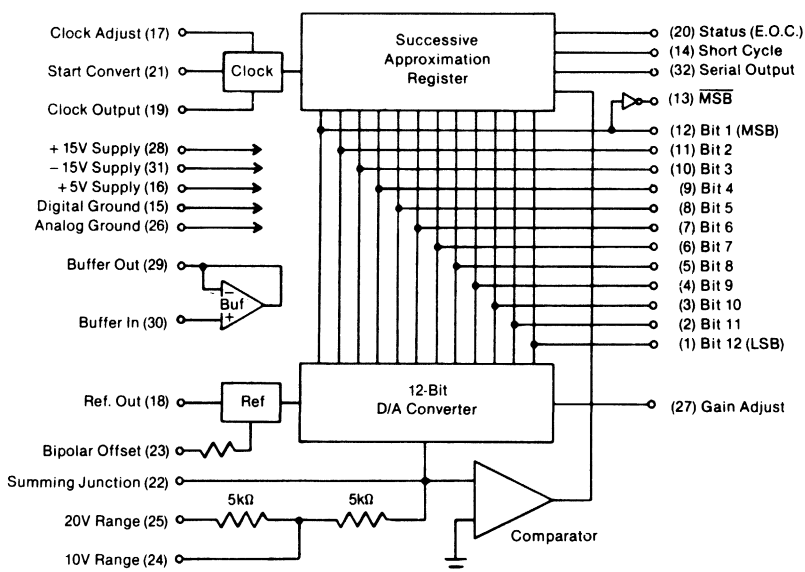 Clock Adjust (17)
Start Convert (21)
Clock Output (19)
Clock
Successive
Approximation
Register
(20) Status (E.O.C.)
(14) Short Cycle
(32) Serial Output
(13) M̅S̅B̅
(12) Bit 1 (MSB)
(11) Bit 2
(10) Bit 3
(9) Bit 4
(8) Bit 5
(7) Bit 6
(6) Bit 7
(5) Bit 8
(4) Bit 9
(3) Bit 10
(2) Bit 11
(1) Bit 12 (LSB)
+ 15V Supply (28)
− 15V Supply (31)
+5V Supply (16)
Digital Ground (15)
Analog Ground (26)
Buffer Out (29)
−
Buf
+
Buffer In (30)
Ref. Out (18)
Ref
12-Bit
D/A Converter
(27) Gain Adjust
Bipolar Offset (23)
Summing Junction (22)
5kΩ
5kΩ
20V Range (25)
10V Range (24)
Comparator